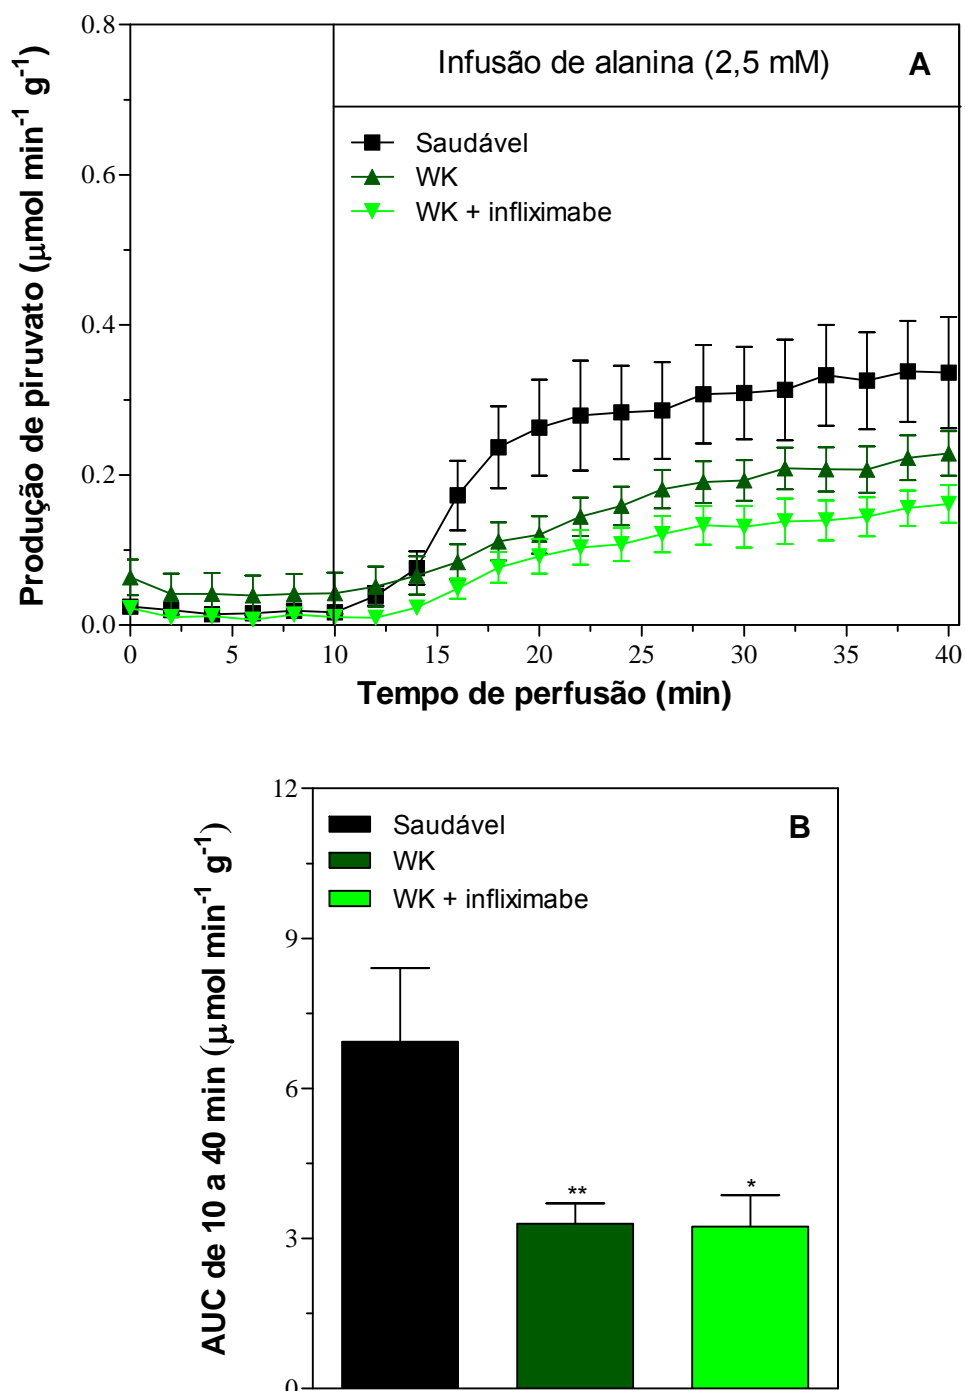 0.8
Infusão de alanina (2,5 mM)
A
Saudável
WK
WK + infliximabe
0.6
0.4
0.2
0.0
Produção de piruvato (μmol min-1 g-1)
0 5 10 15 20 25 30 35 40
Tempo de perfusão (min)
12
Saudável
B
WK
WK + infliximabe
9
6
3
0
** *
AUC de 10 a 40 min (μmol min-1 g-1)